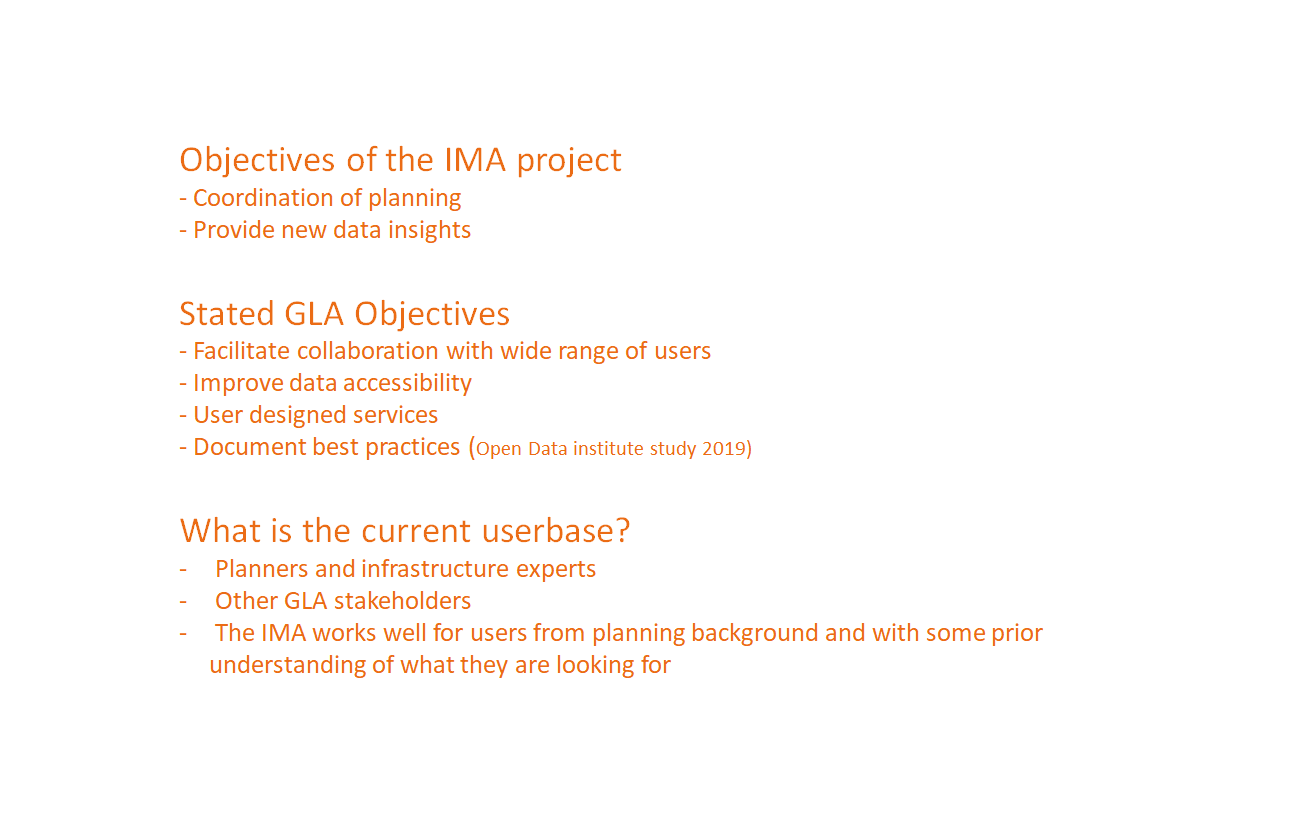 Objectives of the IMA project
- Coordination of planning
- Provide new data insights
Stated GLA Objectives
- Facilitate collaboration with wide range of users
- Improve data accessibility
- User designed services
- Document best practices (Open Data institute study 2019)
What is the current userbase?
- Planners and infrastructure experts
- Other GLA stakeholders
- The IMA works well for users from planning background and with some prior
understanding of what they are looking for